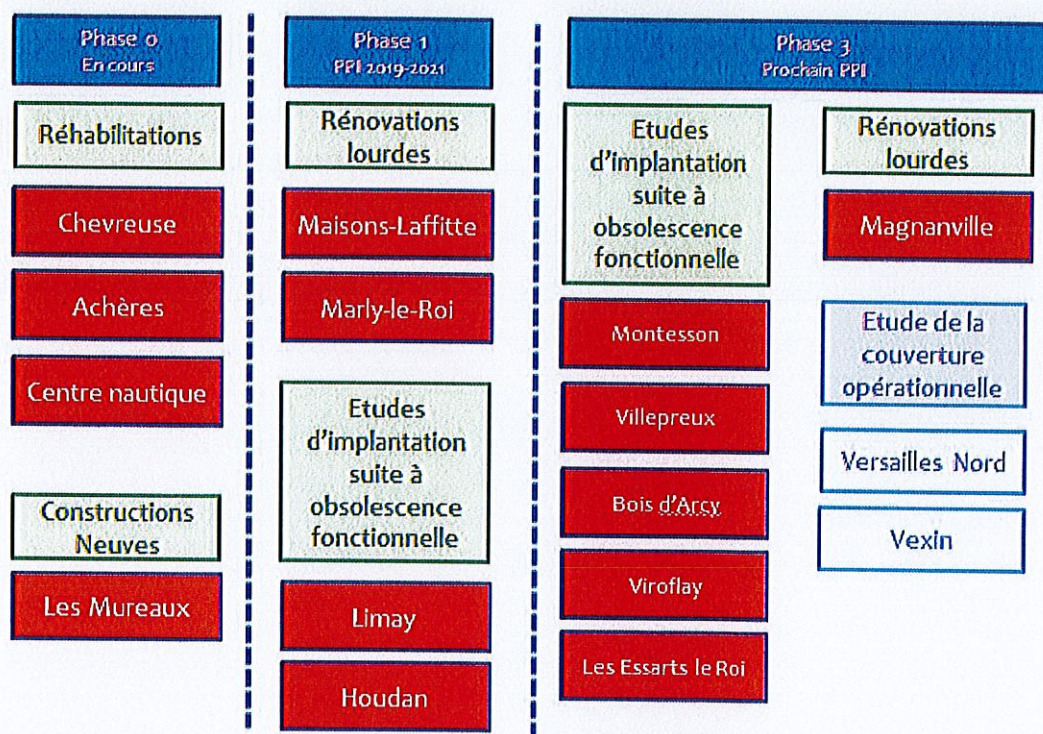 Phase 0
En cours
Réhabilitations
Chevreuse
Achères
Centre nautique
Constructions
Neuves
Les Mureaux
Phase 1
PPI 2019-2021
Rénovations
lourdes
Maisons-Laffitte
Marly-le-Roi
Etudes
d'implantation
suite à
obsolescence
fonctionnelle
Limay
Houdan
Phase 3
Prochain PPI
Etudes
d'implantation
suite à
obsolescence
fonctionnelle
Montesson
Villepreux
Bois d'Arcy
Viroflay
Les Essarts le Roi
Rénovations
lourdes
Magnanville
Etude de la
couverture
opérationnelle
Versailles Nord
Vexin